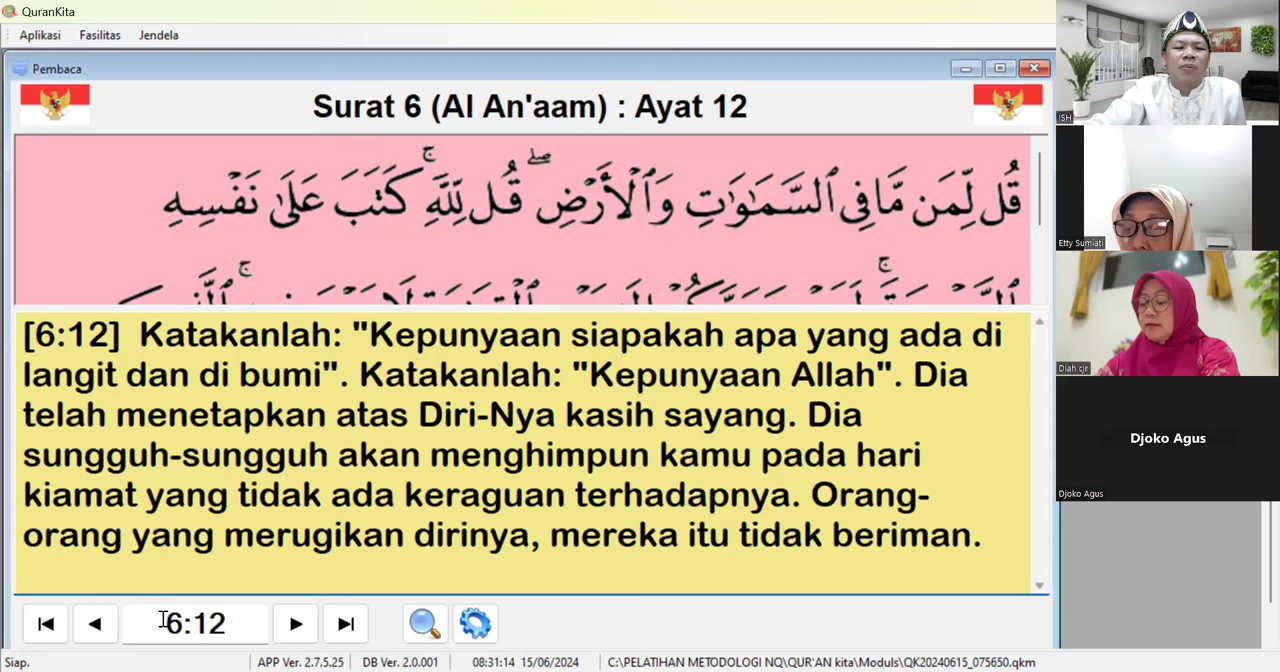 QuranKita
Aplikasi Fasilitas Jendela
Pembaca
Surat 6 (Al An'aam) : Ayat 12
قُل لِّمَن مَّا فِى ٱلسَّمَٰوَٰتِ وَٱلْأَرْضِ ۖ قُل لِّلَّهِ ۚ كَتَبَ عَلَىٰ نَفْسِهِ
[6:12] Katakanlah: "Kepunyaan siapakah apa yang ada di
langit dan di bumi". Katakanlah: "Kepunyaan Allah". Dia
telah menetapkan atas Diri-Nya kasih sayang. Dia
sungguh-sungguh akan menghimpun kamu pada hari
kiamat yang tidak ada keraguan terhadapnya. Orang-
orang yang merugikan dirinya, mereka itu tidak beriman.
6:12
Siap. APP Ver. 2.7.5.25 DB Ver. 2.0.001 08:31:14 15/06/2024 C:\PELATIHAN METODOLOGI NQ\QUR'AN kita\Moduls\QK20240615_075650.qkm
ISH
Etty Sumiati
Diah cjr
Djoko Agus
Djoko Agus